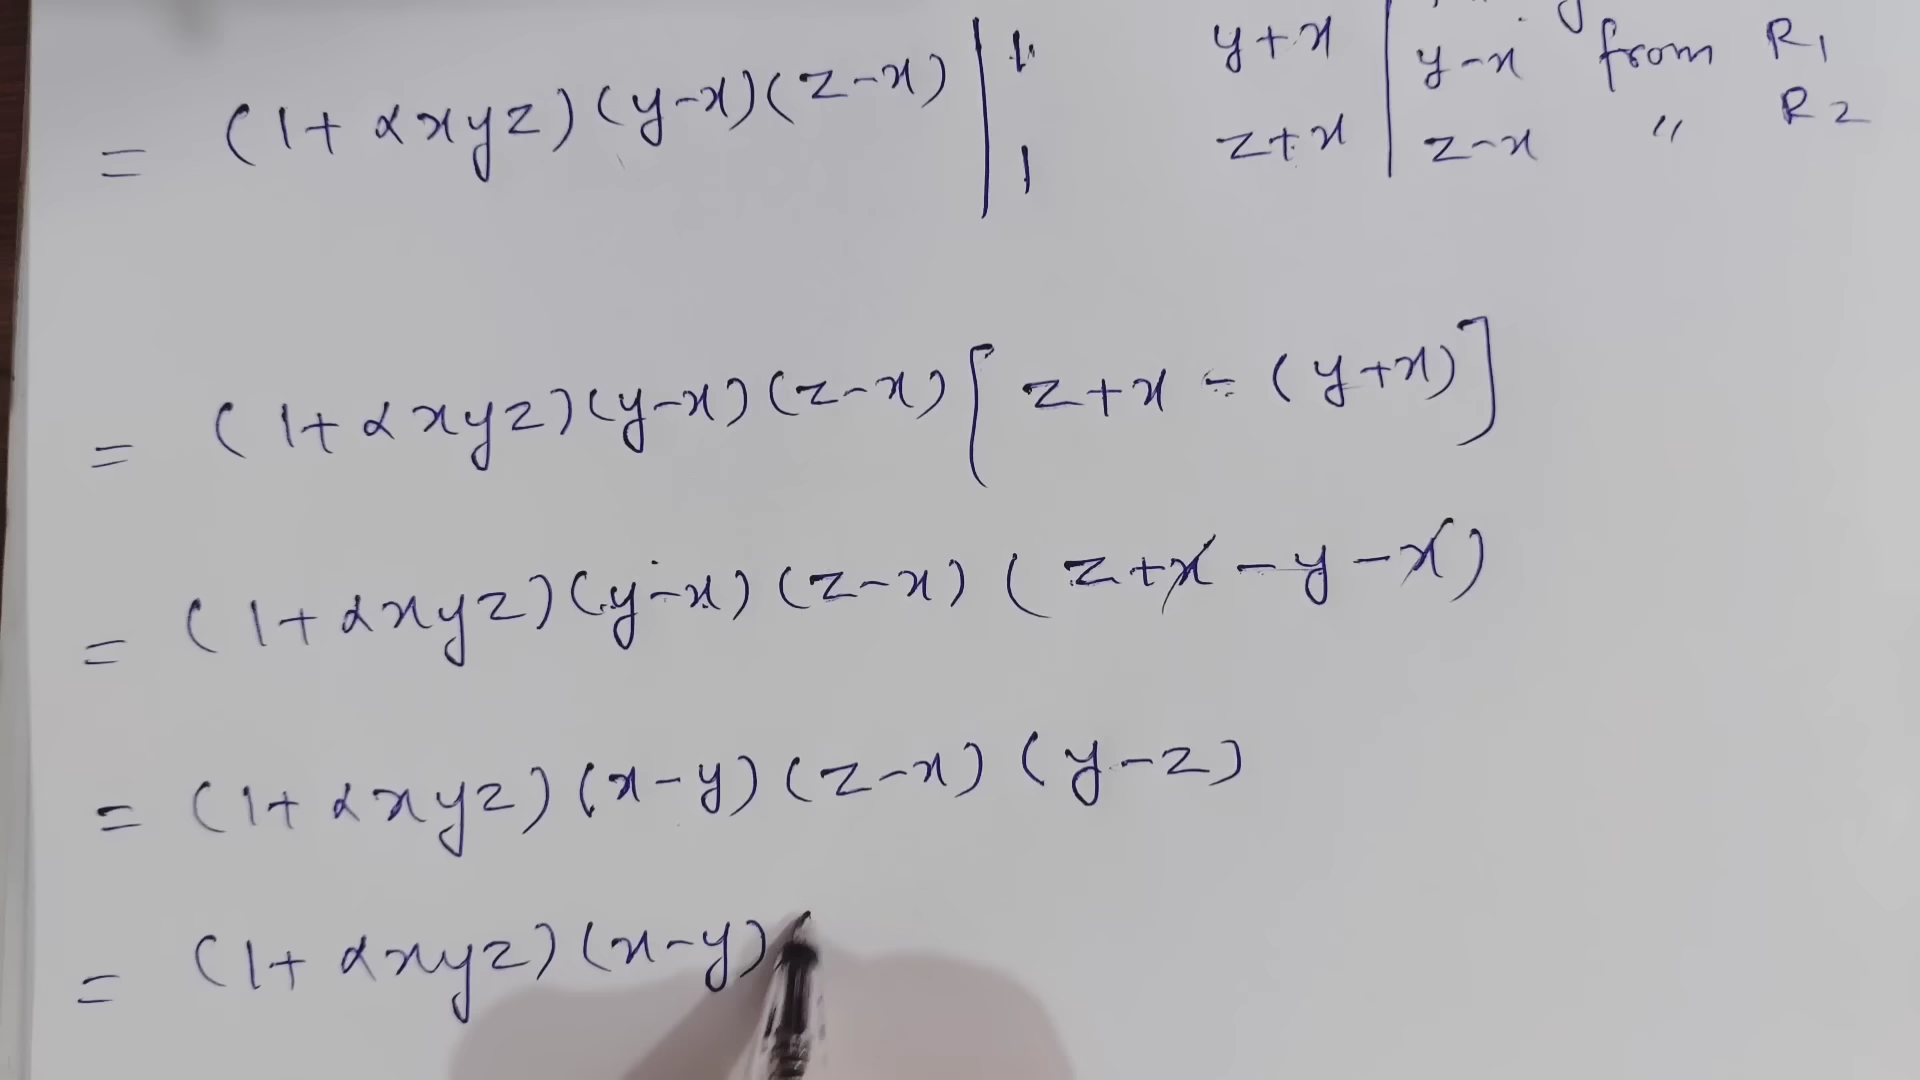 = (1+αxyz)(y-x)(z-x) | 1 y+x | y-x from R1
1 z+x | z-x " R2
= (1+αxyz)(y-x)(z-x)[z+x-(y+x)]
= (1+αxyz)(y-x)(z-x)(z+x-y-x)
= (1+αxyz)(x-y)(z-x)(y-z)
= (1+αxyz)(x-y)